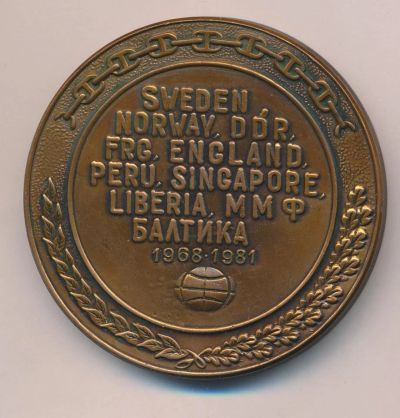 SWEDEN,
NORWAY, DDR,
FRG, ENGLAND,
PERU, SINGAPORE,
LIBERIA, ММФ
БАЛТИКА
1968·1981